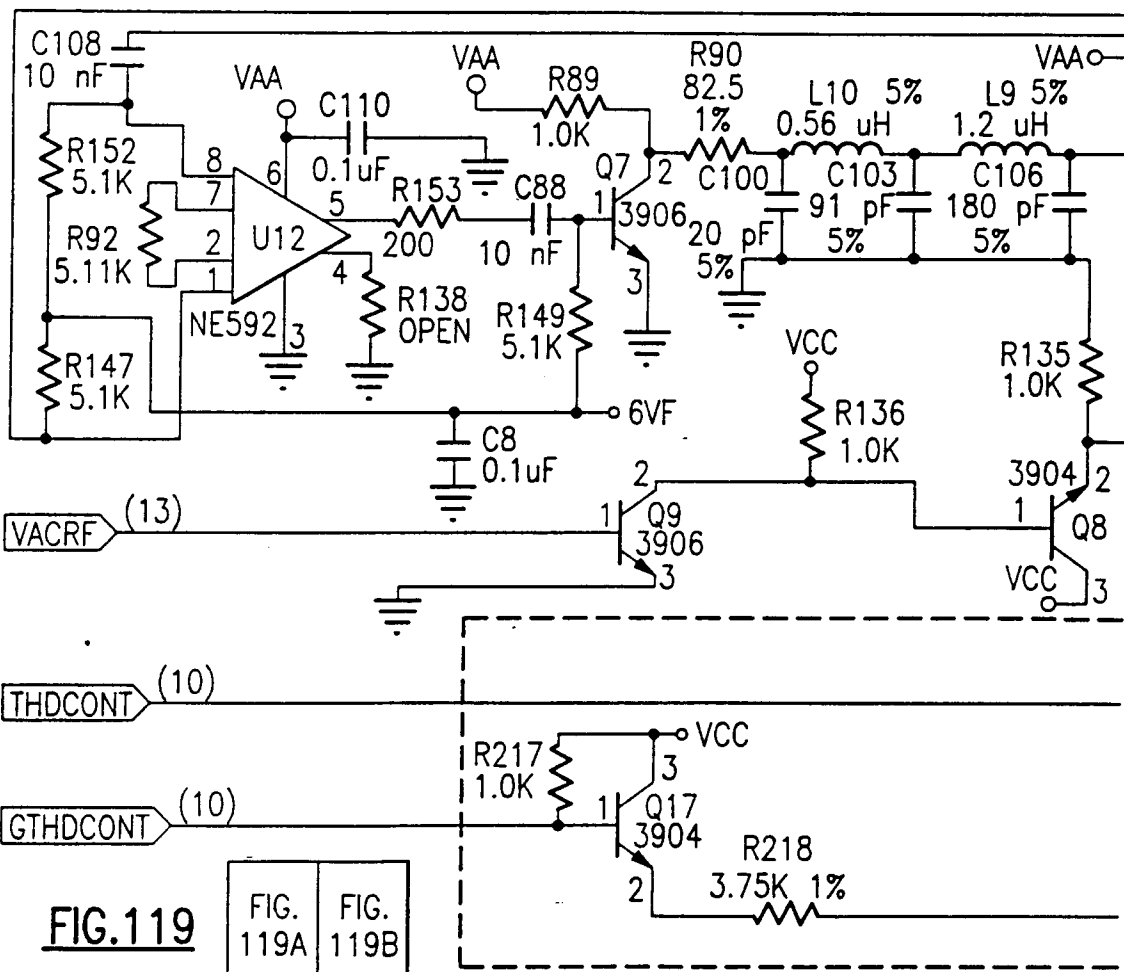 C108
10 nF
VAA
VAA
R89
1.0K
R90
82.5
1%
L10 5%
0.56 uH
L9 5%
1.2 uH
VAA
R152
5.1K
C110
0.1uF
8
7
6
R92
5.11K
2
1
U12
NE592
5
4
3
R153
200
C88
10 nF
Q7
2
1
3906
3
C100
20 pF
5%
C103
91 pF
5%
C106
180 pF
5%
R138
OPEN
R149
5.1K
R147
5.1K
6VF
C8
0.1uF
VCC
R136
1.0K
R135
1.0K
VACRF
(13)
2
1
Q9
3906
3
3904
2
1
Q8
VCC
3
THDCONT
(10)
VCC
R217
1.0K
3
GTHDCONT
(10)
1
Q17
3904
2
R218
3.75K 1%
FIG.119
FIG.
119A
FIG.
119B